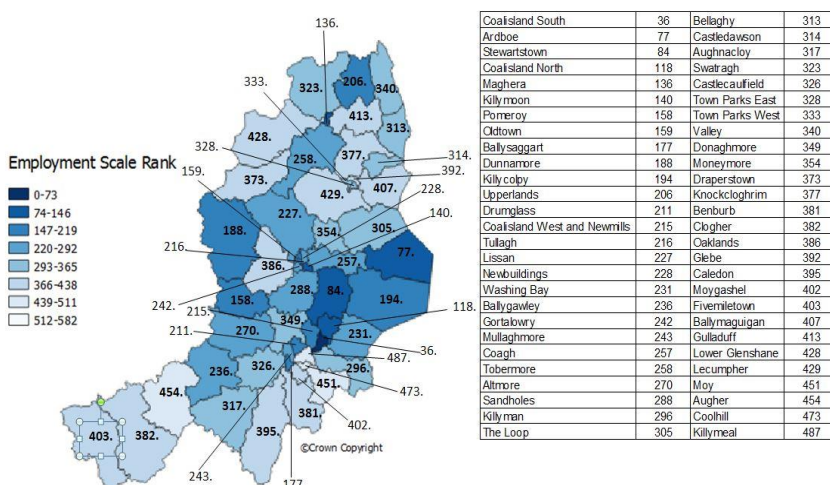 136.
333.
323.
206.
340.
413.
313.
428.
328.
258.
377.
314.
159.
373.
392.
429.
407.
228.
227.
188.
354.
305.
140.
216.
386.
257.
77.
242.
288.
84.
194.
158.
118.
215.
349.
270.
231.
211.
36.
487.
236.
326.
296.
454.
473.
451.
317.
381.
402.
403.
382.
395.
243.
177.
©Crown Copyright
Employment Scale Rank
0-73
74-146
147-219
220-292
293-365
366-438
439-511
512-582
Coalisland South 36 Bellaghy 313
Ardboe 77 Castledawson 314
Stewartstown 84 Aughnacloy 317
Coalisland North 118 Swatragh 323
Maghera 136 Castlecaulfield 326
Killymoon 140 Town Parks East 328
Pomeroy 158 Town Parks West 333
Oldtown 159 Valley 340
Ballysaggart 177 Donaghmore 349
Dunnamore 188 Moneymore 354
Killycolpy 194 Draperstown 373
Upperlands 206 Knockcloghrim 377
Drumglass 211 Benburb 381
Coalisland West and Newmills 215 Clogher 382
Tullagh 216 Oaklands 386
Lissan 227 Glebe 392
Newbuildings 228 Caledon 395
Washing Bay 231 Moygashel 402
Ballygawley 236 Fivemiletown 403
Gortalowry 242 Ballymaguigan 407
Mullaghmore 243 Gulladuff 413
Coagh 257 Lower Glenshane 428
Tobermore 258 Lecumpher 429
Altmore 270 Moy 451
Sandholes 288 Augher 454
Killyman 296 Coolhill 473
The Loop 305 Killymeal 487